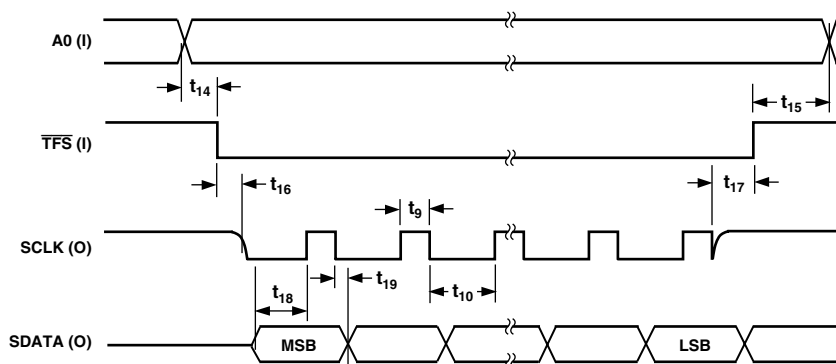 A0 (I)
t14
t15
TFS (I)
t16
t17
t9
SCLK (O)
t18
t19
t10
SDATA (O)
MSB
LSB